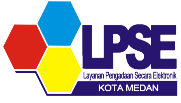 LPSE
Layanan Pengadaan Secara Elektronik
KOTA MEDAN